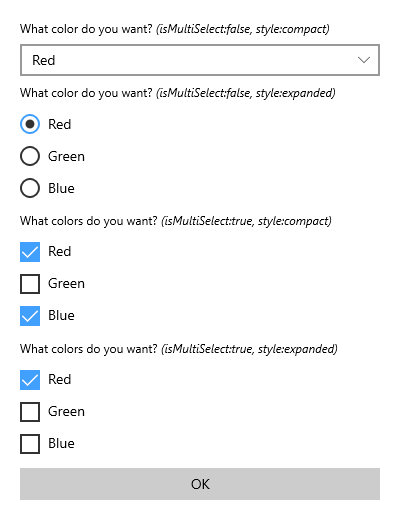 What color do you want? (isMultiSelect:false, style:compact)
Red
What color do you want? (isMultiSelect:false, style:expanded)
Red
Green
Blue
What colors do you want? (isMultiSelect:true, style:compact)
Red
Green
Blue
What colors do you want? (isMultiSelect:true, style:expanded)
Red
Green
Blue
OK